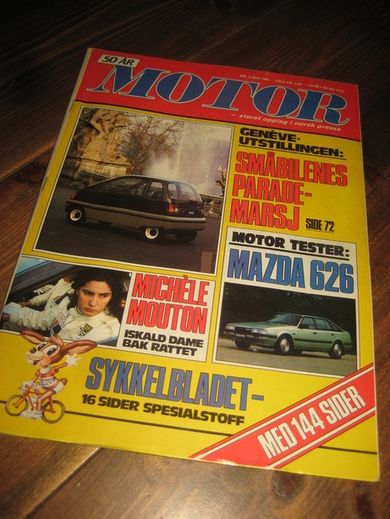 50 ÅR
MOTOR
størst opplag i norsk presse
GENÈVE-
UTSTILLINGEN:
SMÅBILENES
PARADE-
MARSJ SIDE 72
MOTOR TESTER:
MAZDA 626
MICHÈLE
MOUTON
ISKALD DAME
BAK RATTET
SYKKELBLADET-
16 SIDER SPESIALSTOFF
MED 144 SIDER